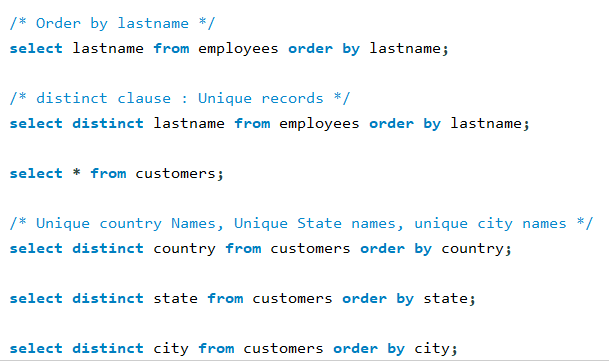 /* Order by lastname */
select lastname from employees order by lastname;
/* distinct clause : Unique records */
select distinct lastname from employees order by lastname;
select * from customers;
/* Unique country Names, Unique State names, unique city names */
select distinct country from customers order by country;
select distinct state from customers order by state;
select distinct city from customers order by city;